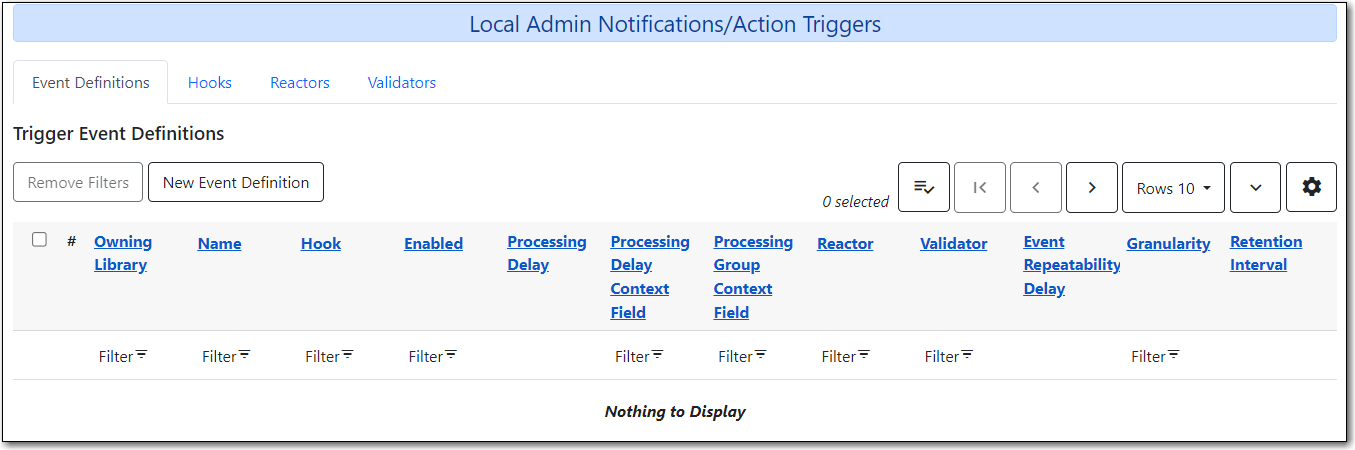 Local Admin Notifications/Action Triggers
Event Definitions Hooks Reactors Validators
Trigger Event Definitions
Remove Filters New Event Definition 0 selected Rows 10
# Owning Library Name Hook Enabled Processing Delay Processing Delay Context Field Processing Group Context Field Reactor Validator Event Repeatability Delay Granularity Retention Interval
Filter Filter Filter Filter Filter Filter Filter Filter Filter
Nothing to Display